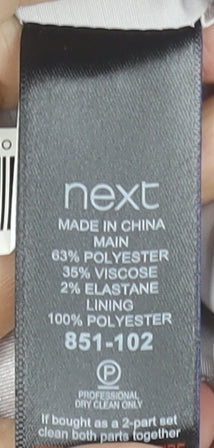 next
MADE IN CHINA
MAIN
63% POLYESTER
35% VISCOSE
2% ELASTANE
LINING
100% POLYESTER
851-102
P
PROFESSIONAL
DRY CLEAN ONLY
If bought as a 2-part set
clean both parts together